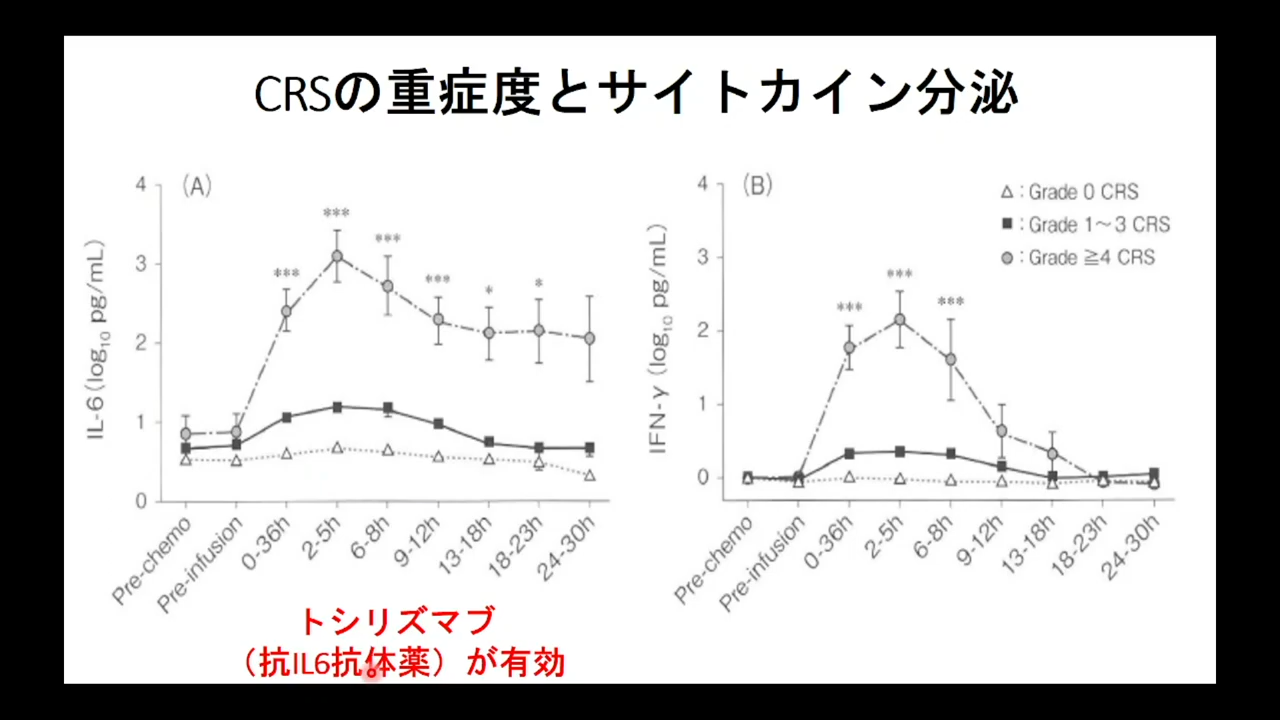 CRSの重症度とサイトカイン分泌
(A)
4
3
2
1
0
IL-6(log10 pg/mL)
***
***
***
***
*
*
Pre-chemo
Pre-infusion
0-36h
2-5h
6-8h
9-12h
13-18h
18-23h
24-30h
(B)
4
3
2
1
0
IFN-γ (log10 pg/mL)
***
***
***
△:Grade 0 CRS
■:Grade 1~3 CRS
○:Grade ≧4 CRS
Pre-chemo
Pre-infusion
0-36h
2-5h
6-8h
9-12h
13-18h
18-23h
24-30h
トシリズマブ
（抗IL6抗体薬）が有効